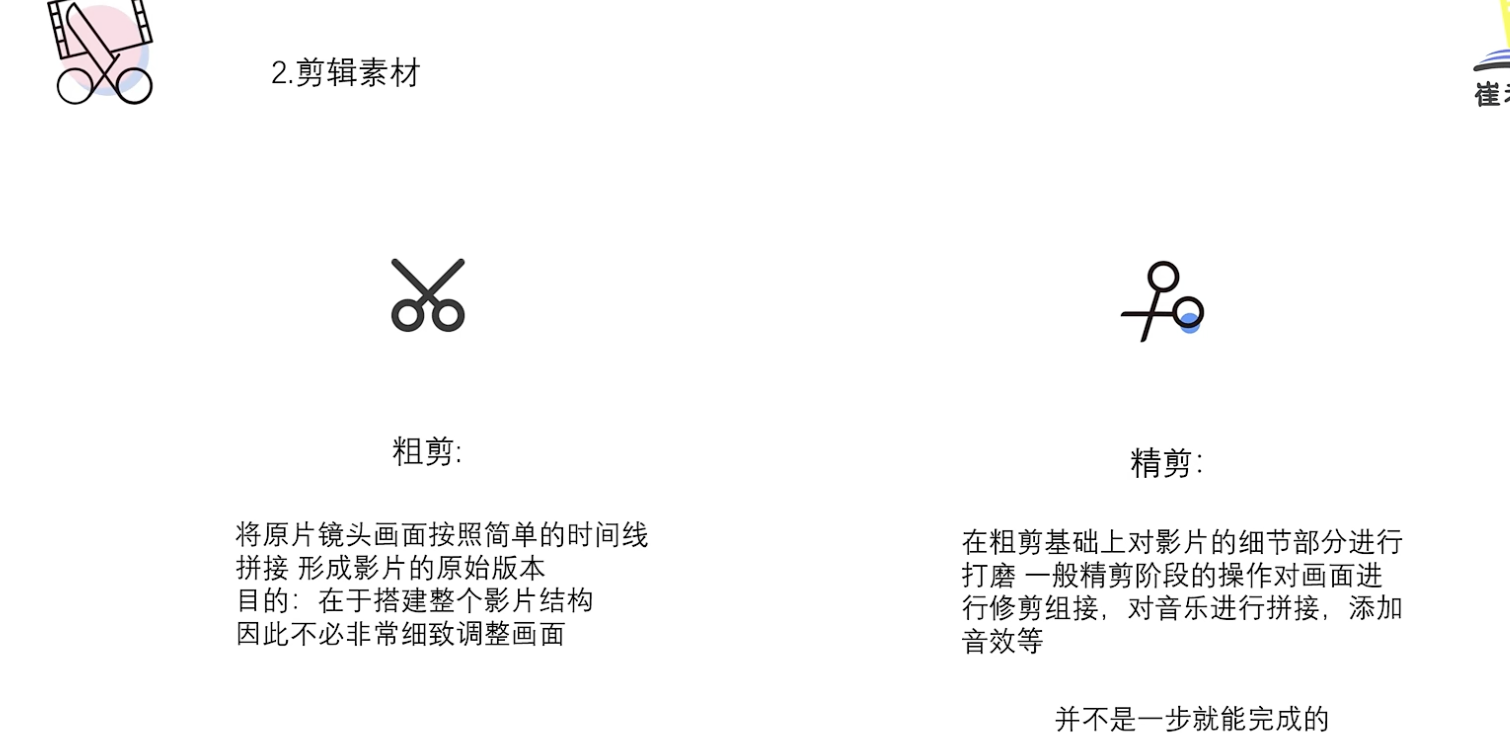 2.剪辑素材
崔
粗剪:
将原片镜头画面按照简单的时间线
拼接 形成影片的原始版本
目的：在于搭建整个影片结构
因此不必非常细致调整画面
精剪：
在粗剪基础上对影片的细节部分进行
打磨 一般精剪阶段的操作对画面进
行修剪组接，对音乐进行拼接，添加
音效等
并不是一步就能完成的